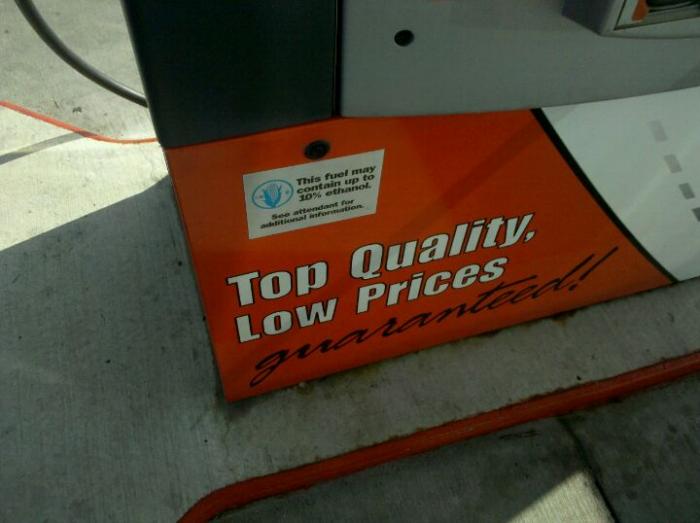 This fuel may
contain up to
10% ethanol.
See attendant for
additional information.
Top Quality,
Low Prices
guaranteed!